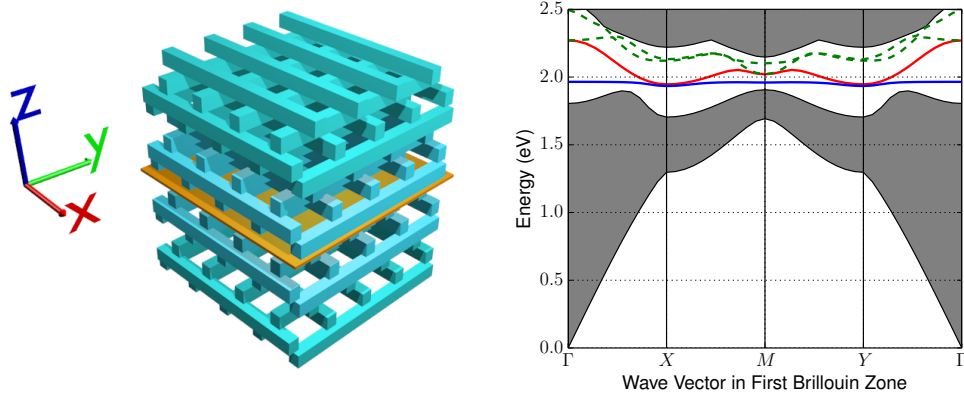 Z
y
X
Energy (eV)
2.5
2.0
1.5
1.0
0.5
0.0
Γ X M Y Γ
Wave Vector in First Brillouin Zone